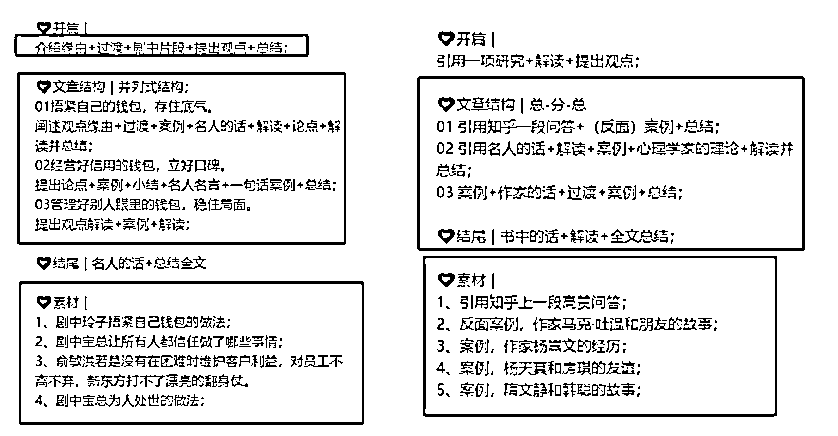 开篇 |
介绍缘由+过渡+剧中片段+提出观点+总结;
文章结构 | 并列式结构;
01捂紧自己的钱包,存住底气。
阐述观点缘由+过渡+案例+名人的话+解读+论点+解
读并总结;
02经营好信用的钱包,立好口碑。
提出论点+案例+小结+名人名言+一句话案例+总结;
03管理好别人眼里的钱包,稳住局面。
提出观点解读+案例+解读;
结尾 | 名人的话+总结全文
素材 |
1、剧中玲子捂紧自己钱包的做法;
2、剧中宝总让所有人都信任做了哪些事情;
3、俞敏洪若是没有在困难时维护客户利益,对员工不
离不弃,新东方打不了漂亮的翻身仗。
4、剧中宝总为人处世的做法;
开篇 |
引用一项研究+解读+提出观点;
文章结构 | 总-分-总
01 引用知乎一段问答+(反面)案例+总结;
02 引用名人的话+解读+案例+心理学家的理论+解读并
总结;
03 案例+作家的话+过渡+案例+总结;
结尾 | 书中的话+解读+全文总结;
素材 |
1、引用知乎上一段高赞问答;
2、反面案例,作家马克·吐温和朋友的故事;
3、案例,作家杨崇文的经历;
4、案例,杨天真和房琪的友谊;
5、案例,隋文静和韩聪的故事;